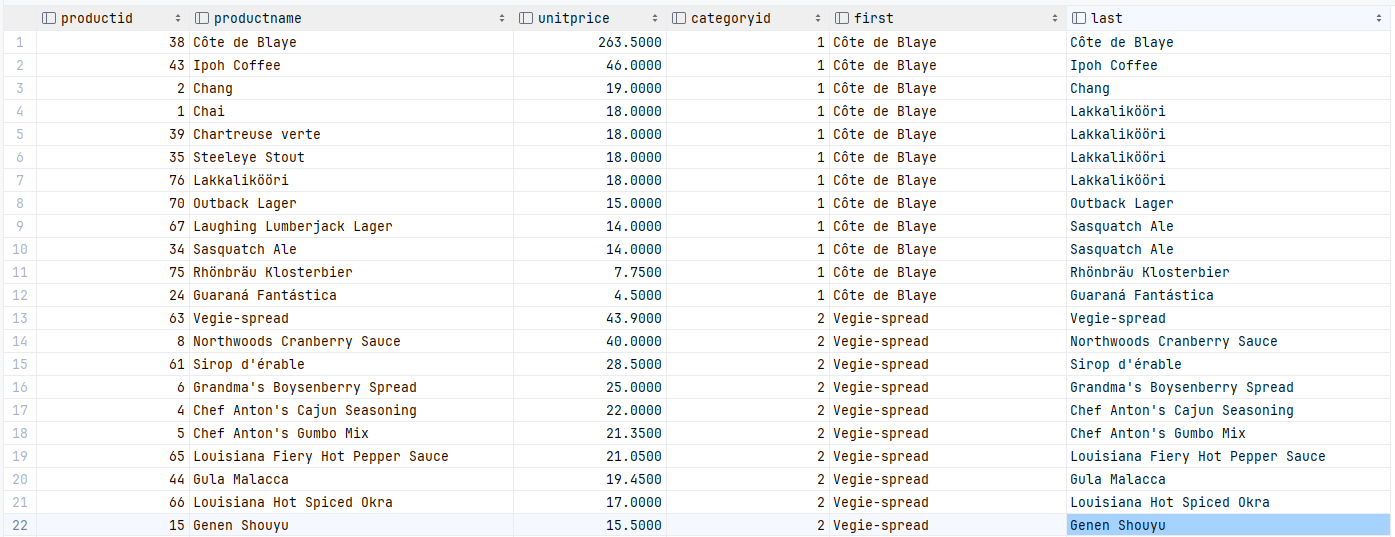 productid productname unitprice categoryid first last
1 38 Côte de Blaye 263.5000 1 Côte de Blaye Côte de Blaye
2 43 Ipoh Coffee 46.0000 1 Côte de Blaye Ipoh Coffee
3 2 Chang 19.0000 1 Côte de Blaye Chang
4 1 Chai 18.0000 1 Côte de Blaye Lakkalikööri
5 39 Chartreuse verte 18.0000 1 Côte de Blaye Lakkalikööri
6 35 Steeleye Stout 18.0000 1 Côte de Blaye Lakkalikööri
7 76 Lakkalikööri 18.0000 1 Côte de Blaye Lakkalikööri
8 70 Outback Lager 15.0000 1 Côte de Blaye Outback Lager
9 67 Laughing Lumberjack Lager 14.0000 1 Côte de Blaye Sasquatch Ale
10 34 Sasquatch Ale 14.0000 1 Côte de Blaye Sasquatch Ale
11 75 Rhönbräu Klosterbier 7.7500 1 Côte de Blaye Rhönbräu Klosterbier
12 24 Guaraná Fantástica 4.5000 1 Côte de Blaye Guaraná Fantástica
13 63 Vegie-spread 43.9000 2 Vegie-spread Vegie-spread
14 8 Northwoods Cranberry Sauce 40.0000 2 Vegie-spread Northwoods Cranberry Sauce
15 61 Sirop d'érable 28.5000 2 Vegie-spread Sirop d'érable
16 6 Grandma's Boysenberry Spread 25.0000 2 Vegie-spread Grandma's Boysenberry Spread
17 4 Chef Anton's Cajun Seasoning 22.0000 2 Vegie-spread Chef Anton's Cajun Seasoning
18 5 Chef Anton's Gumbo Mix 21.3500 2 Vegie-spread Chef Anton's Gumbo Mix
19 65 Louisiana Fiery Hot Pepper Sauce 21.0500 2 Vegie-spread Louisiana Fiery Hot Pepper Sauce
20 44 Gula Malacca 19.4500 2 Vegie-spread Gula Malacca
21 66 Louisiana Hot Spiced Okra 17.0000 2 Vegie-spread Louisiana Hot Spiced Okra
22 15 Genen Shouyu 15.5000 2 Vegie-spread Genen Shouyu